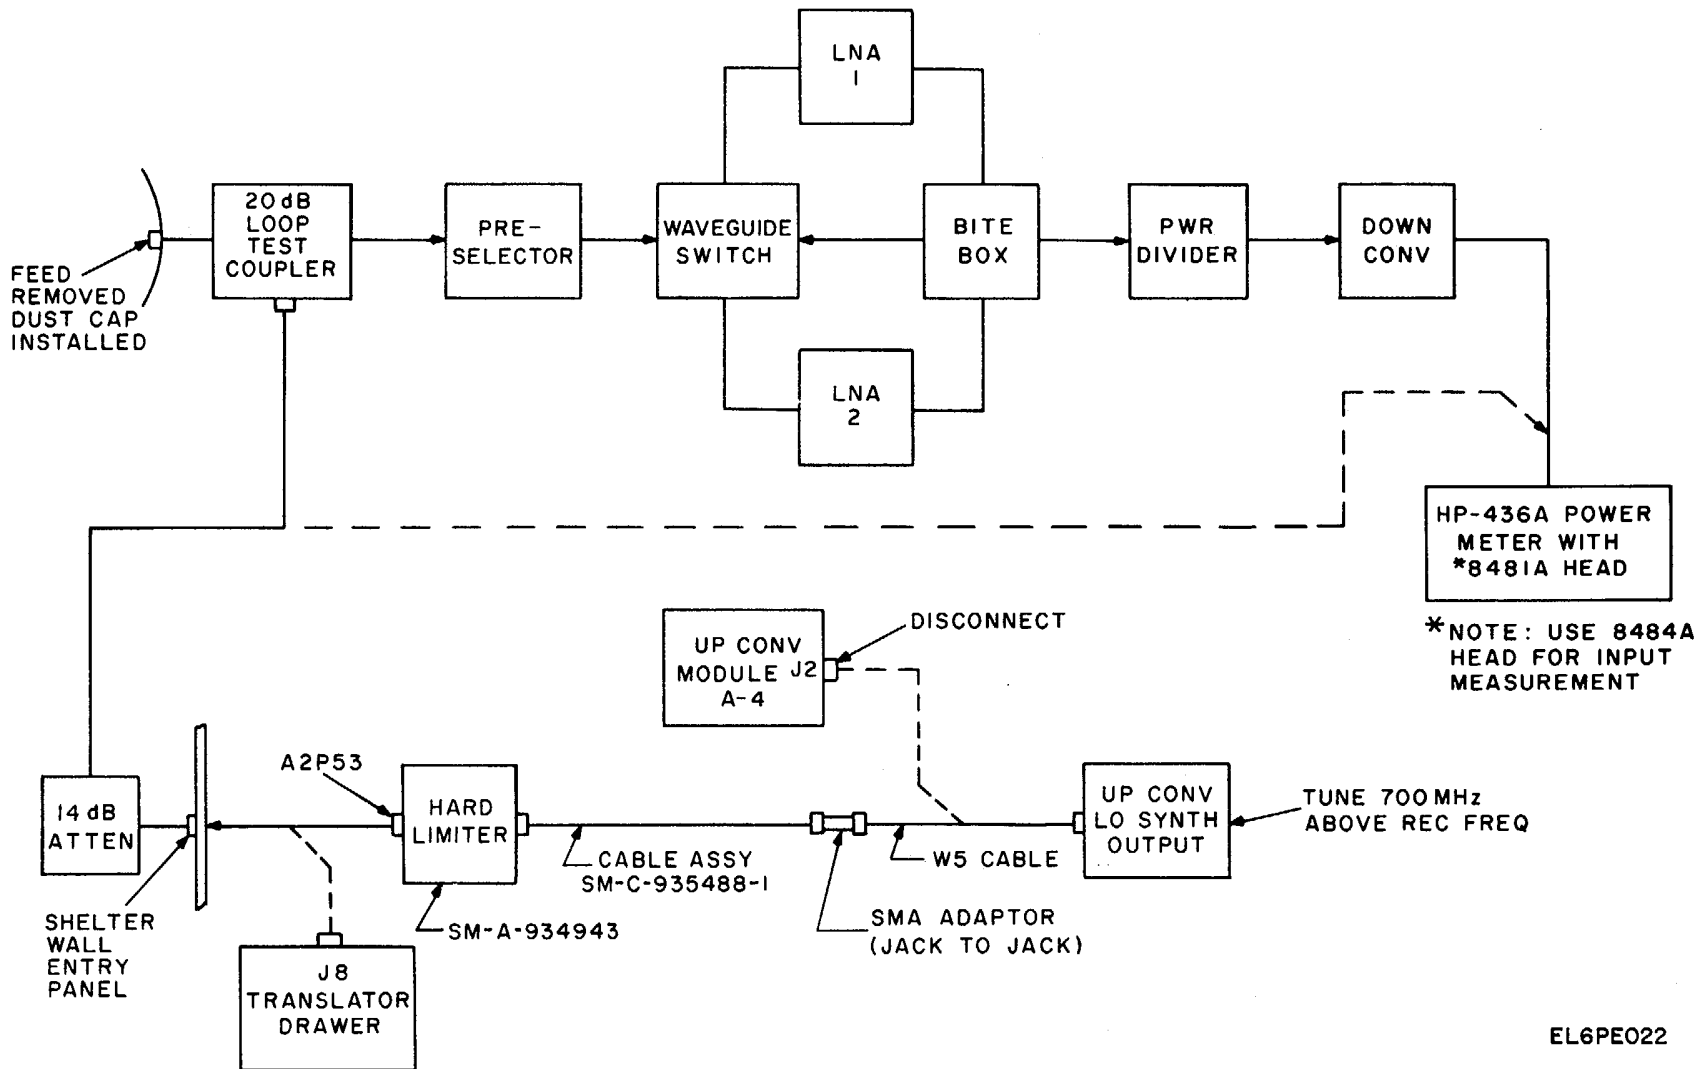 LNA
1
20 dB
LOOP
TEST
COUPLER
PRE-
SELECTOR
WAVEGUIDE
SWITCH
BITE
BOX
PWR
DIVIDER
DOWN
CONV
FEED
REMOVED
DUST CAP
INSTALLED
LNA
2
HP-436A POWER
METER WITH
*8481A HEAD
*NOTE: USE 8484A
HEAD FOR INPUT
MEASUREMENT
UP CONV
MODULE J2
A-4
DISCONNECT
14 dB
ATTEN
A2P53
HARD
LIMITER
UP CONV
LO SYNTH
OUTPUT
TUNE 700 MHz
ABOVE REC FREQ
CABLE ASSY
SM-C-935488-1
W5 CABLE
SMA ADAPTOR
(JACK TO JACK)
SHELTER
WALL
ENTRY
PANEL
SM-A-934943
J8
TRANSLATOR
DRAWER
EL6PE022